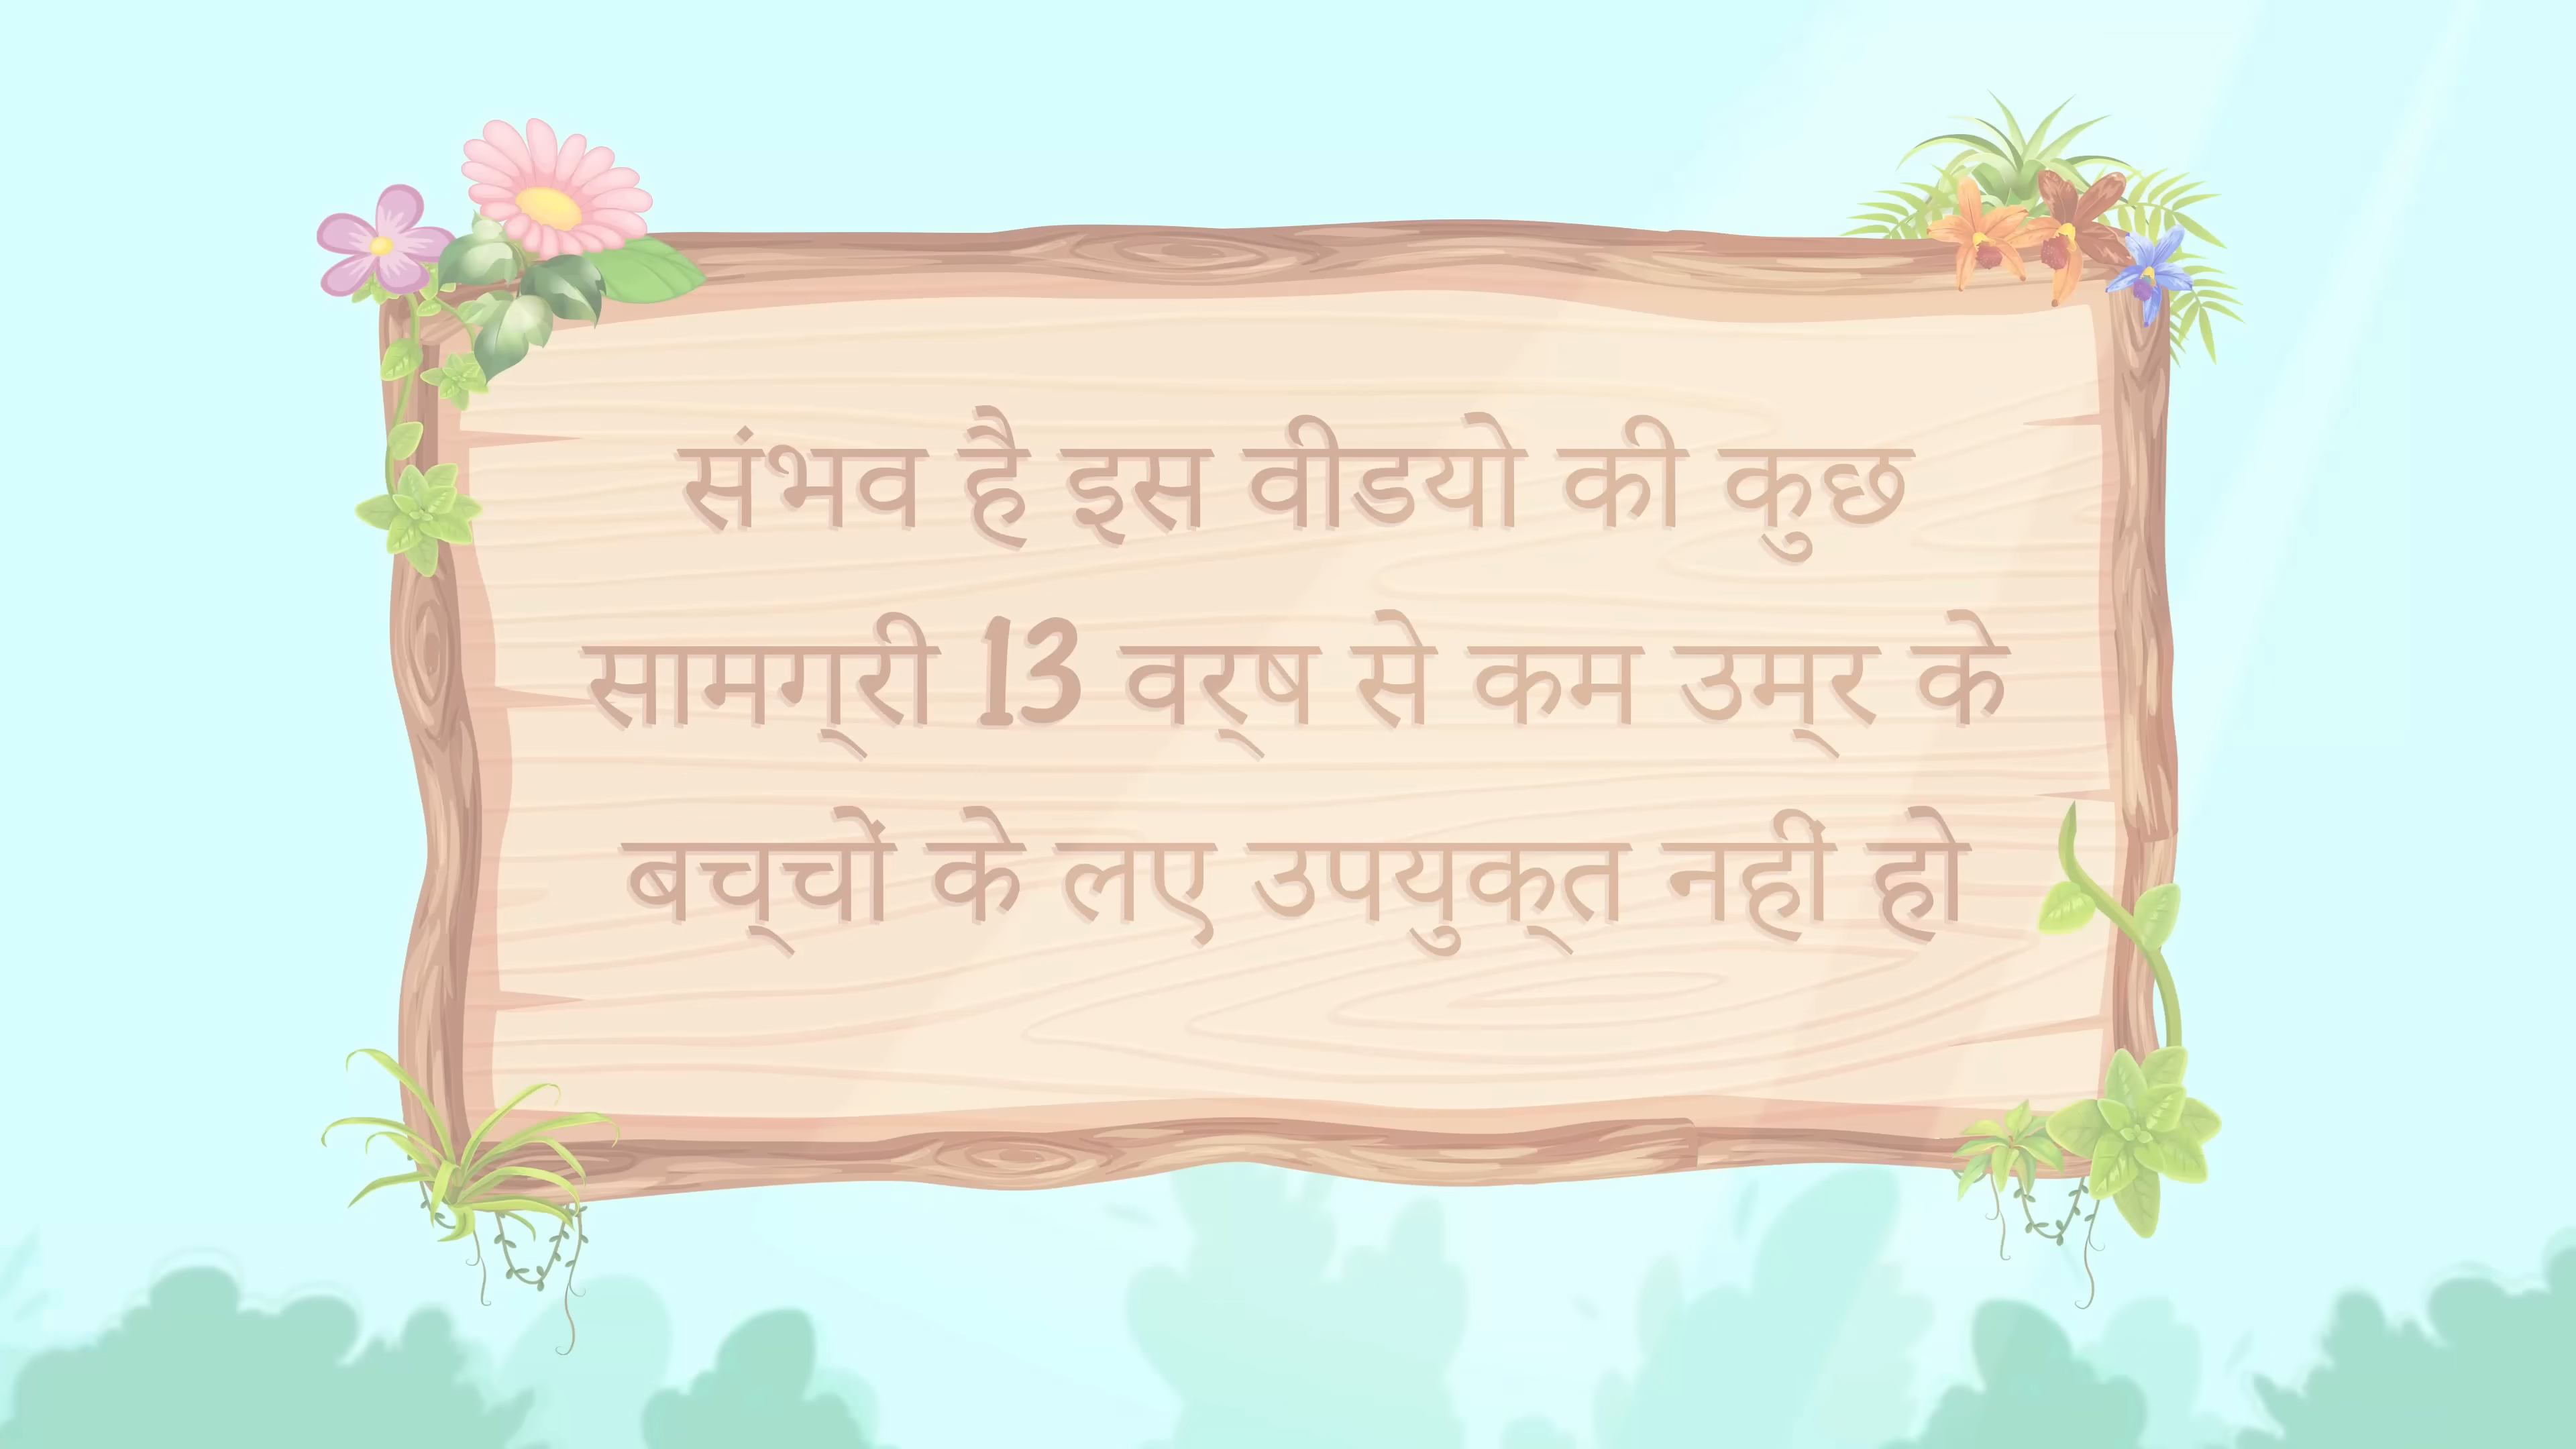 संभव है इस वीडयो की कुछ
सामग्‌री 13 वर्‌ष से कम उम्‌र के
बच्‌चों के लए उपयुक्‌त नहीं हो